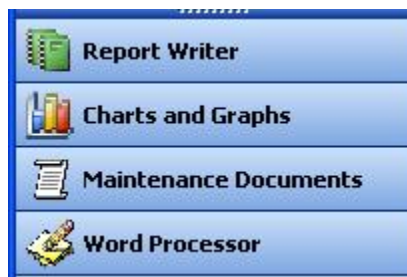 Report Writer
Charts and Graphs
Maintenance Documents
Word Processor